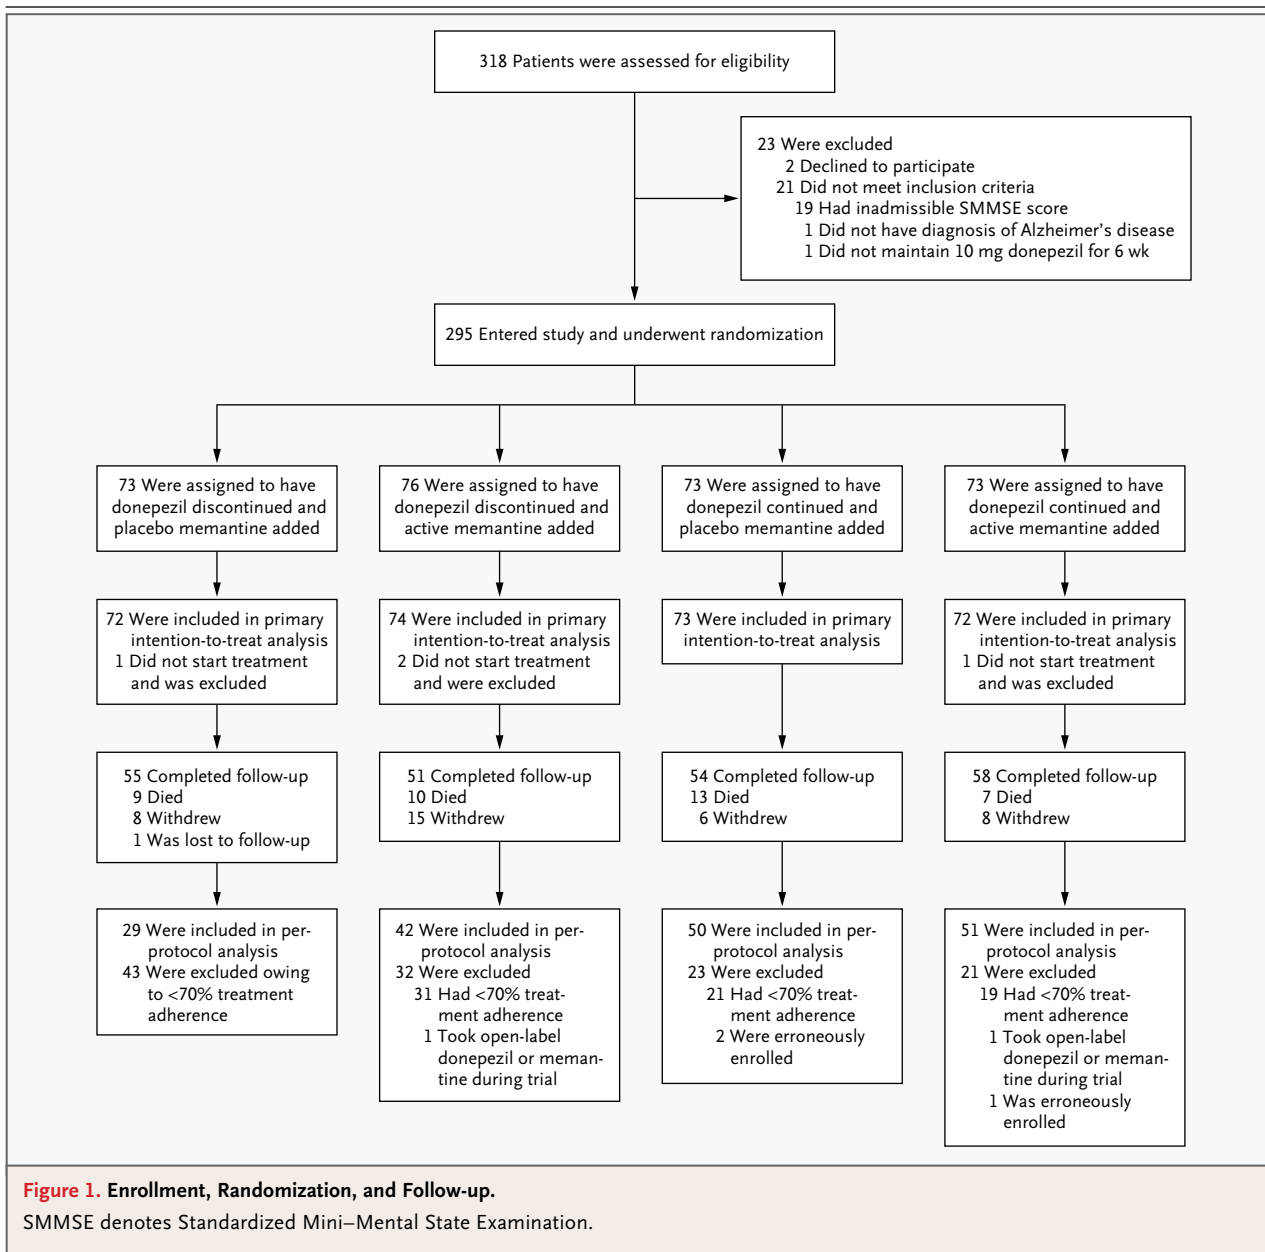 318 Patients were assessed for eligibility
23 Were excluded
2 Declined to participate
21 Did not meet inclusion criteria
19 Had inadmissible SMMSE score
1 Did not have diagnosis of Alzheimer's disease
1 Did not maintain 10 mg donepezil for 6 wk
295 Entered study and underwent randomization
73 Were assigned to have
donepezil discontinued and
placebo memantine added
76 Were assigned to have
donepezil discontinued and
active memantine added
73 Were assigned to have
donepezil continued and
placebo memantine added
73 Were assigned to have
donepezil continued and
active memantine added
72 Were included in primary
intention-to-treat analysis
1 Did not start treatment
and was excluded
74 Were included in primary
intention-to-treat analysis
2 Did not start treatment
and were excluded
73 Were included in primary
intention-to-treat analysis
72 Were included in primary
intention-to-treat analysis
1 Did not start treatment
and was excluded
55 Completed follow-up
9 Died
8 Withdrew
1 Was lost to follow-up
51 Completed follow-up
10 Died
15 Withdrew
54 Completed follow-up
13 Died
6 Withdrew
58 Completed follow-up
7 Died
8 Withdrew
29 Were included in per-
protocol analysis
43 Were excluded owing
to <70% treatment
adherence
42 Were included in per-
protocol analysis
32 Were excluded
31 Had <70% treat-
ment adherence
1 Took open-label
donepezil or meman-
tine during trial
50 Were included in per-
protocol analysis
23 Were excluded
21 Had <70% treat-
ment adherence
2 Were erroneously
enrolled
51 Were included in per-
protocol analysis
21 Were excluded
19 Had <70% treat-
ment adherence
1 Took open-label
donepezil or meman-
tine during trial
1 Was erroneously
enrolled
Figure 1. Enrollment, Randomization, and Follow-up.
SMMSE denotes Standardized Mini–Mental State Examination.